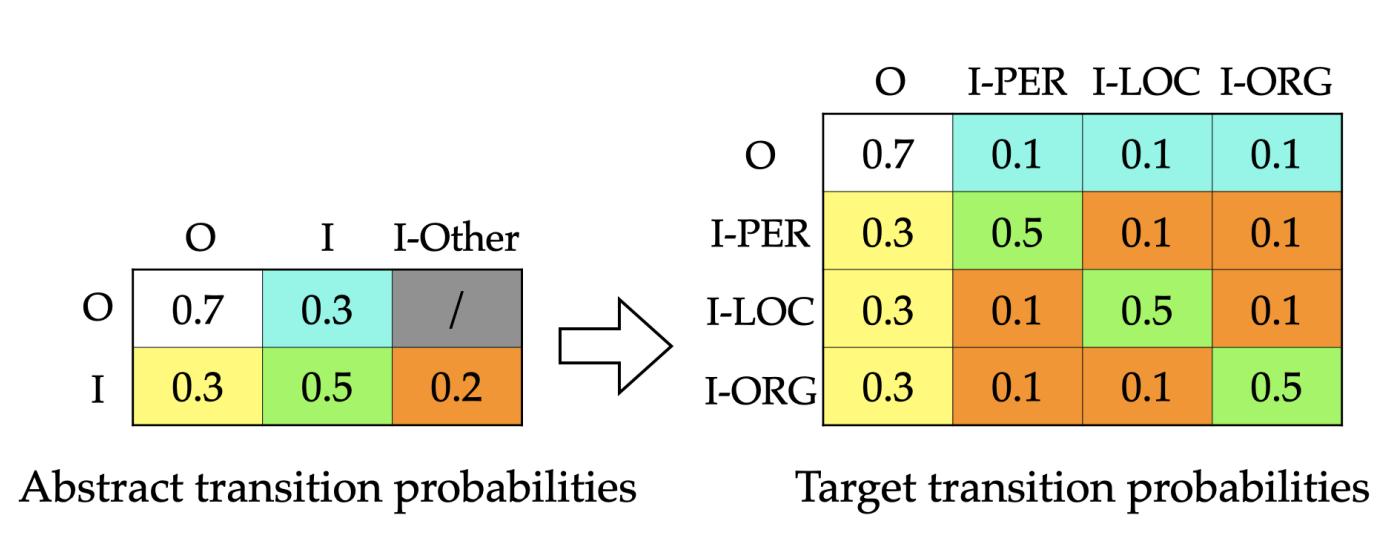 O I-PER I-LOC I-ORG
O 0.7 0.1 0.1 0.1
I-PER 0.3 0.5 0.1 0.1
I-LOC 0.3 0.1 0.5 0.1
I-ORG 0.3 0.1 0.1 0.5
O I I-Other
O 0.7 0.3 /
I 0.3 0.5 0.2
Abstract transition probabilities
Target transition probabilities